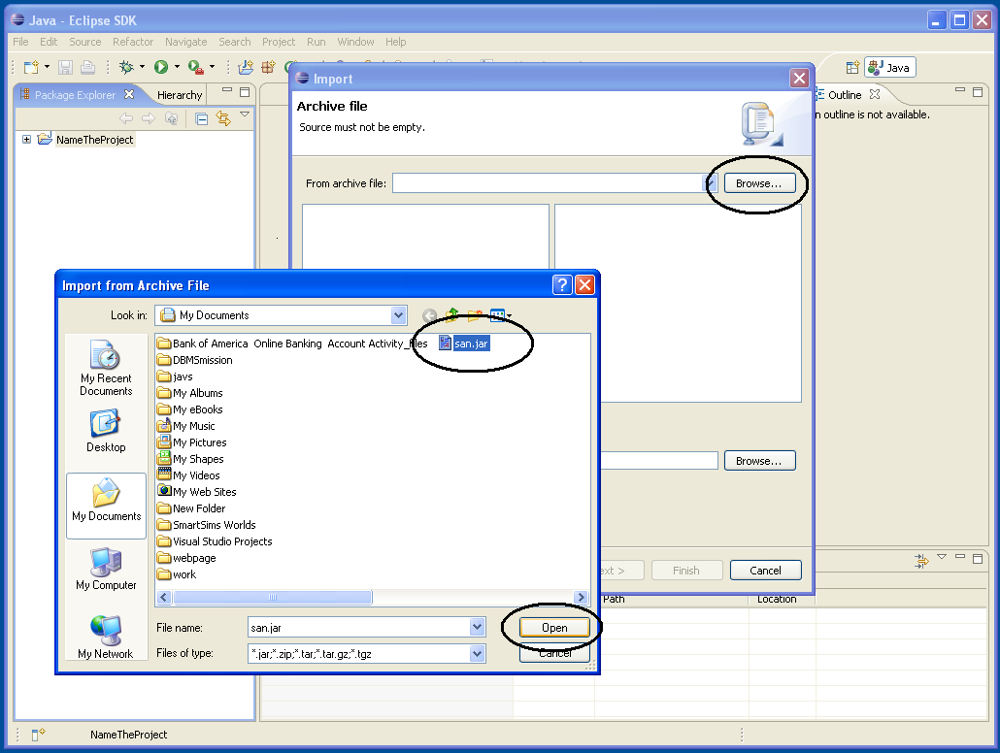 Java - Eclipse SDK
File Edit Source Refactor Navigate Search Project Run Window Help
Java
Package Explorer Hierarchy
NameTheProject
Outline
n outline is not available.
Import
Archive file
Source must not be empty.
From archive file: Browse...
Browse...
ext > Finish Cancel
Path Location
Import from Archive File
Look in: My Documents
My Recent
Documents
Desktop
My Documents
My Computer
My Network
Bank of America Online Banking Account Activity_files san.jar
DBMSmission
javs
My Albums
My eBooks
My Music
My Pictures
My Shapes
My Videos
My Web Sites
New Folder
SmartSims Worlds
Visual Studio Projects
webpage
work
File name: san.jar Open
Files of type: *.jar;*.zip;*.tar;*.tar.gz;*.tgz Cancel
NameTheProject